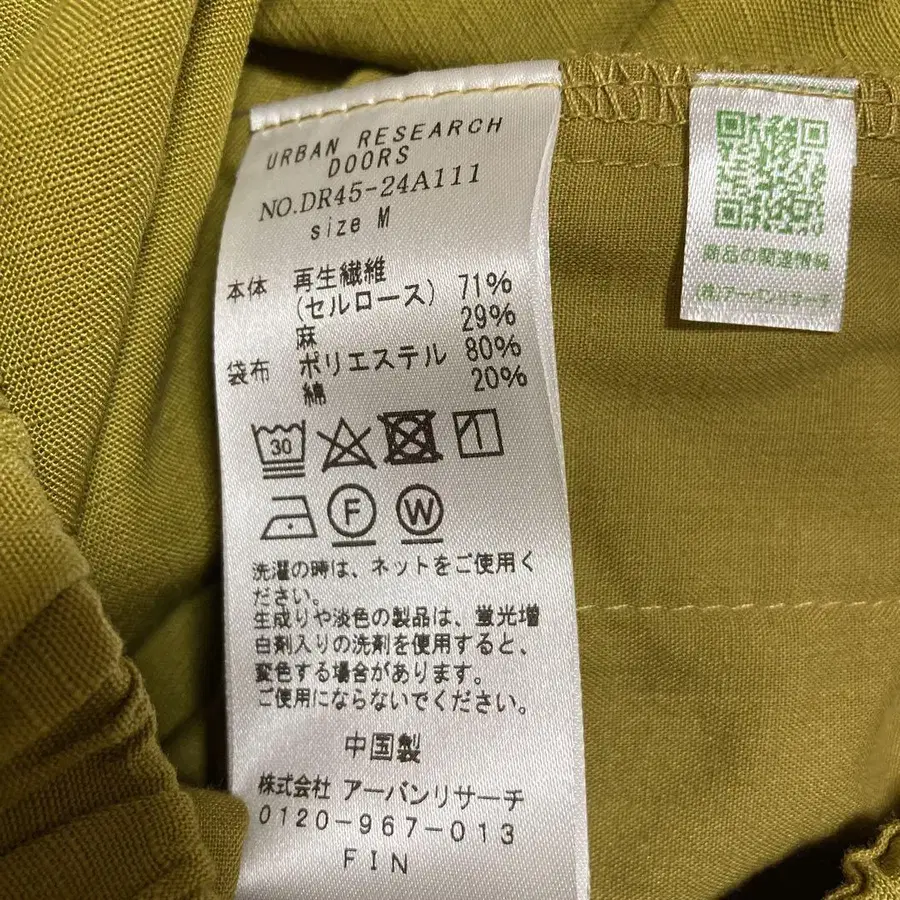 URBAN RESEARCH
DOORS
NO.DR45-24A111
size M
本体 再生繊維
(セルロース) 71%
麻 29%
袋布 ポリエステル 80%
綿 20%
30
1
F
W
洗濯の時は、ネットをご使用く
ださい。
生成りや淡色の製品は、蛍光増
白剤入りの洗剤を使用すると、
変色する場合があります。
ご使用にならないでください。
中国製
株式会社 アーバンリサーチ
0120-967-013
FIN
商品の関連情報
(株)アーバンリサーチ